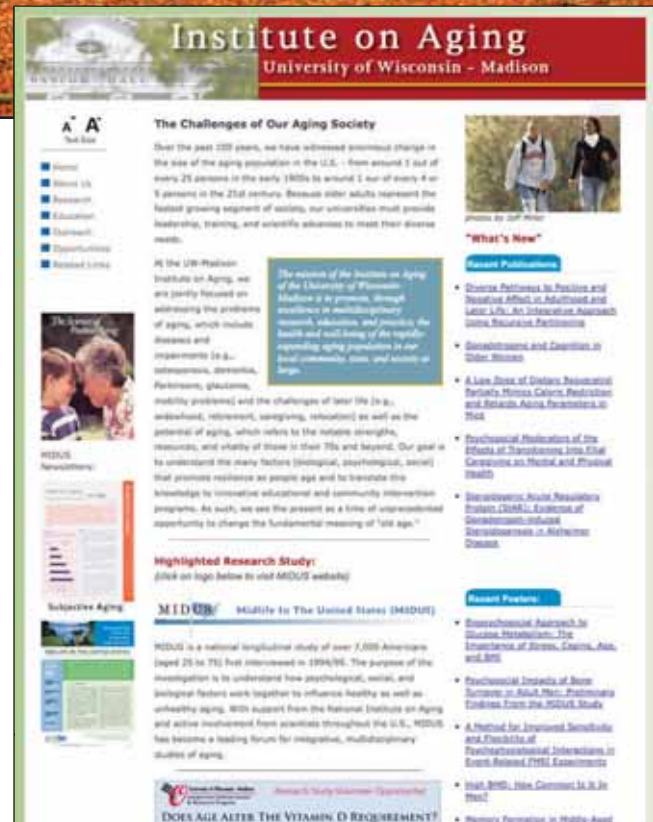 Institute on Aging
University of Wisconsin - Madison
BASCOM HALL
A A
Text Size
Home
About Us
Research
Education
Outreach
Opportunities
Related Links
MIDUS
Newsletters:
Subjective Aging
The Challenges of Our Aging Society
Over the past 100 years, we have witnessed enormous change in
the size of the aging population in the U.S. - from around 1 out of
every 25 persons in the early 1900s to around 1 our of every 4 or
5 persons in the 21st century. Because older adults represent the
fastest growing segment of society, our universities must provide
leadership, training, and scientific advances to meet their diverse
needs.
At the UW-Madison
Institute on Aging, we
are jointly focused on
addressing the problems
of aging, which include
diseases and
impairments (e.g.,
osteoporosis, dementia,
Parkinsons, glaucoma,
mobility problems) and the challenges of later life (e.g.,
widowhood, retirement, caregiving, relocation) as well as the
potential of aging, which refers to the notable strengths,
resources, and vitality of those in their 70s and beyond. Our goal is
to understand the many factors (biological, psychological, social)
that promote resilience as people age and to translate this
knowledge to innovative educational and community intervention
programs. As such, we see the present as a time of unprecedented
opportunity to change the fundamental meaning of "old age."
The mission of the Institute on Aging
of the University of Wisconsin-
Madison is to promote, through
excellence in multidisciplinary
research, education, and practice, the
health and well-being of the rapidly-
expanding aging population in our
local community, state, and society at
large.
Highlighted Research Study:
(click on logo below to visit MIDUS website)
MIDUS Midlife In The United States (MIDUS)
MIDUS is a national longitudinal study of over 7,000 Americans
(aged 25 to 75) first interviewed in 1994/95. The purpose of the
investigation is to understand how psychological, social, and
biological factors work together to influence healthy as well as
unhealthy aging. With support from the National Institute on Aging
and active involvement from scientists throughout the U.S., MIDUS
has become a leading forum for integrative, multidisciplinary
studies of aging.
Research Study Volunteer Opportunities!
DOES AGE ALTER THE VITAMIN D REQUIREMENT?
photos by Jeff Miller
"What's New"
Recent Publications:
Diverse Pathways to Positive and
Negative Affect in Adulthood and
Later Life: An Integrative Approach
Using Recursive Partitioning
Gonadotropins and Cognition in
Older Women
A Low Dose of Dietary Resveratrol
Partially Mimics Caloric Restriction
and Retards Aging Parameters in
Mice
Psychosocial Moderators of the
Effects of Transitioning Into Filial
Caregiving on Mental and Physical
Health
Steroidogenic Acute Regulatory
Protein (StAR): Evidence of
Gonadotropin-induced
Steroidogenesis in Alzheimer
Disease
Recent Posters:
Biopsychosocial Approach to
Glucose Metabolism: The
Importance of Stress, Coping, Age,
and BMI
Psychosocial Impacts of Bone
Turnover in Adult Men: Preliminary
Findings From the MIDUS Study
A Method for Improved Sensitivity
and Flexibility of
Psychophysiological Interactions in
Event-Related FMRI Experiments
High BMD: How Common Is It In
Men?
Memory Formation in Middle-Aged